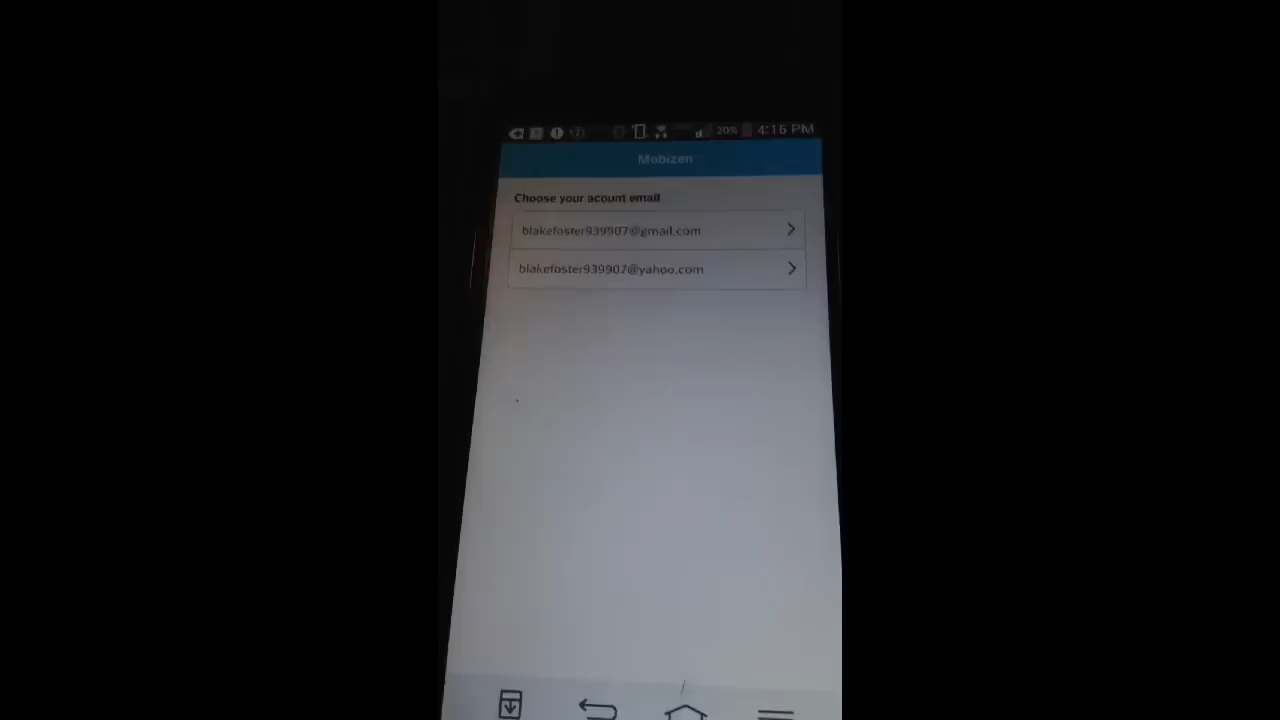 20% 4:16 PM
Mobizen
Choose your acount email
blakefoster939907@gmail.com
blakefoster939907@yahoo.com